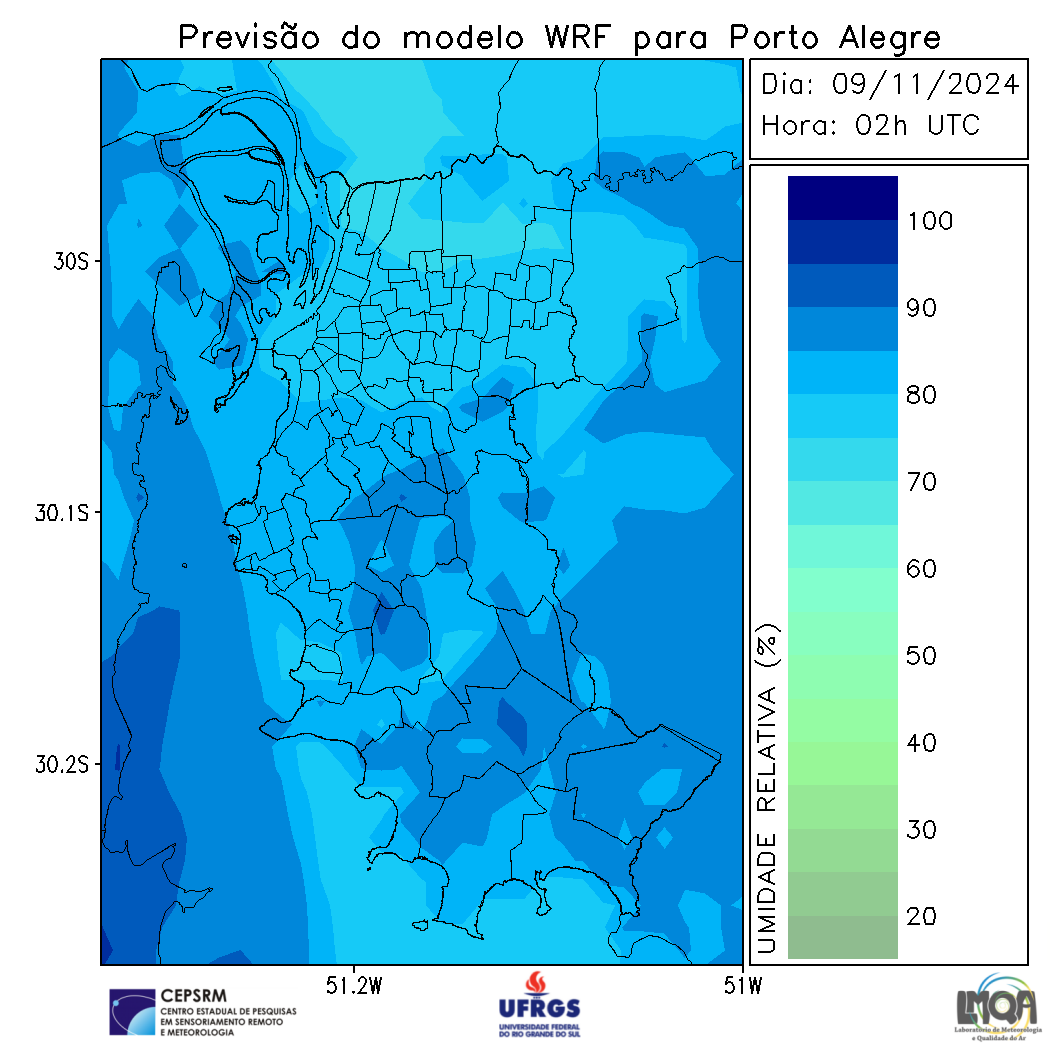 Previsão do modelo WRF para Porto Alegre
Dia: 09/11/2024
Hora: 02h UTC
100
90
80
70
60
50
40
30
20
UMIDADE RELATIVA (%)
30S
30.1S
30.2S
51.2W
51W
CEPSRM
CENTRO ESTADUAL DE PESQUISAS
EM SENSORIAMENTO REMOTO
E METEOROLOGIA
UFRGS
UNIVERSIDADE FEDERAL
DO RIO GRANDE DO SUL
LMQA
Laboratório de Meteorologia
e Qualidade do Ar